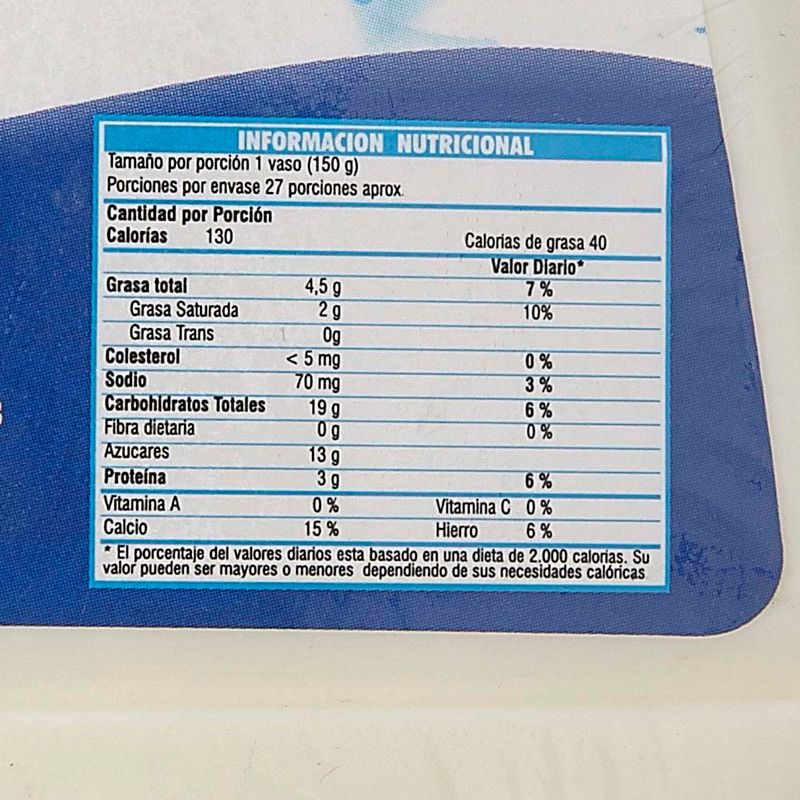 INFORMACION NUTRICIONAL
Tamaño por porción 1 vaso (150 g)
Porciones por envase 27 porciones aprox.
Cantidad por Porción
Calorías 130 Calorías de grasa 40
Valor Diario*
Grasa total 4,5 g 7 %
Grasa Saturada 2 g 10%
Grasa Trans 0g
Colesterol < 5 mg 0 %
Sodio 70 mg 3 %
Carbohidratos Totales 19 g 6 %
Fibra dietaria 0 g 0 %
Azucares 13 g
Proteína 3 g 6 %
Vitamina A 0 % Vitamina C 0 %
Calcio 15 % Hierro 6 %
* El porcentaje del valores diarios esta basado en una dieta de 2.000 calorías. Su
valor pueden ser mayores o menores dependiendo de sus necesidades calóricas